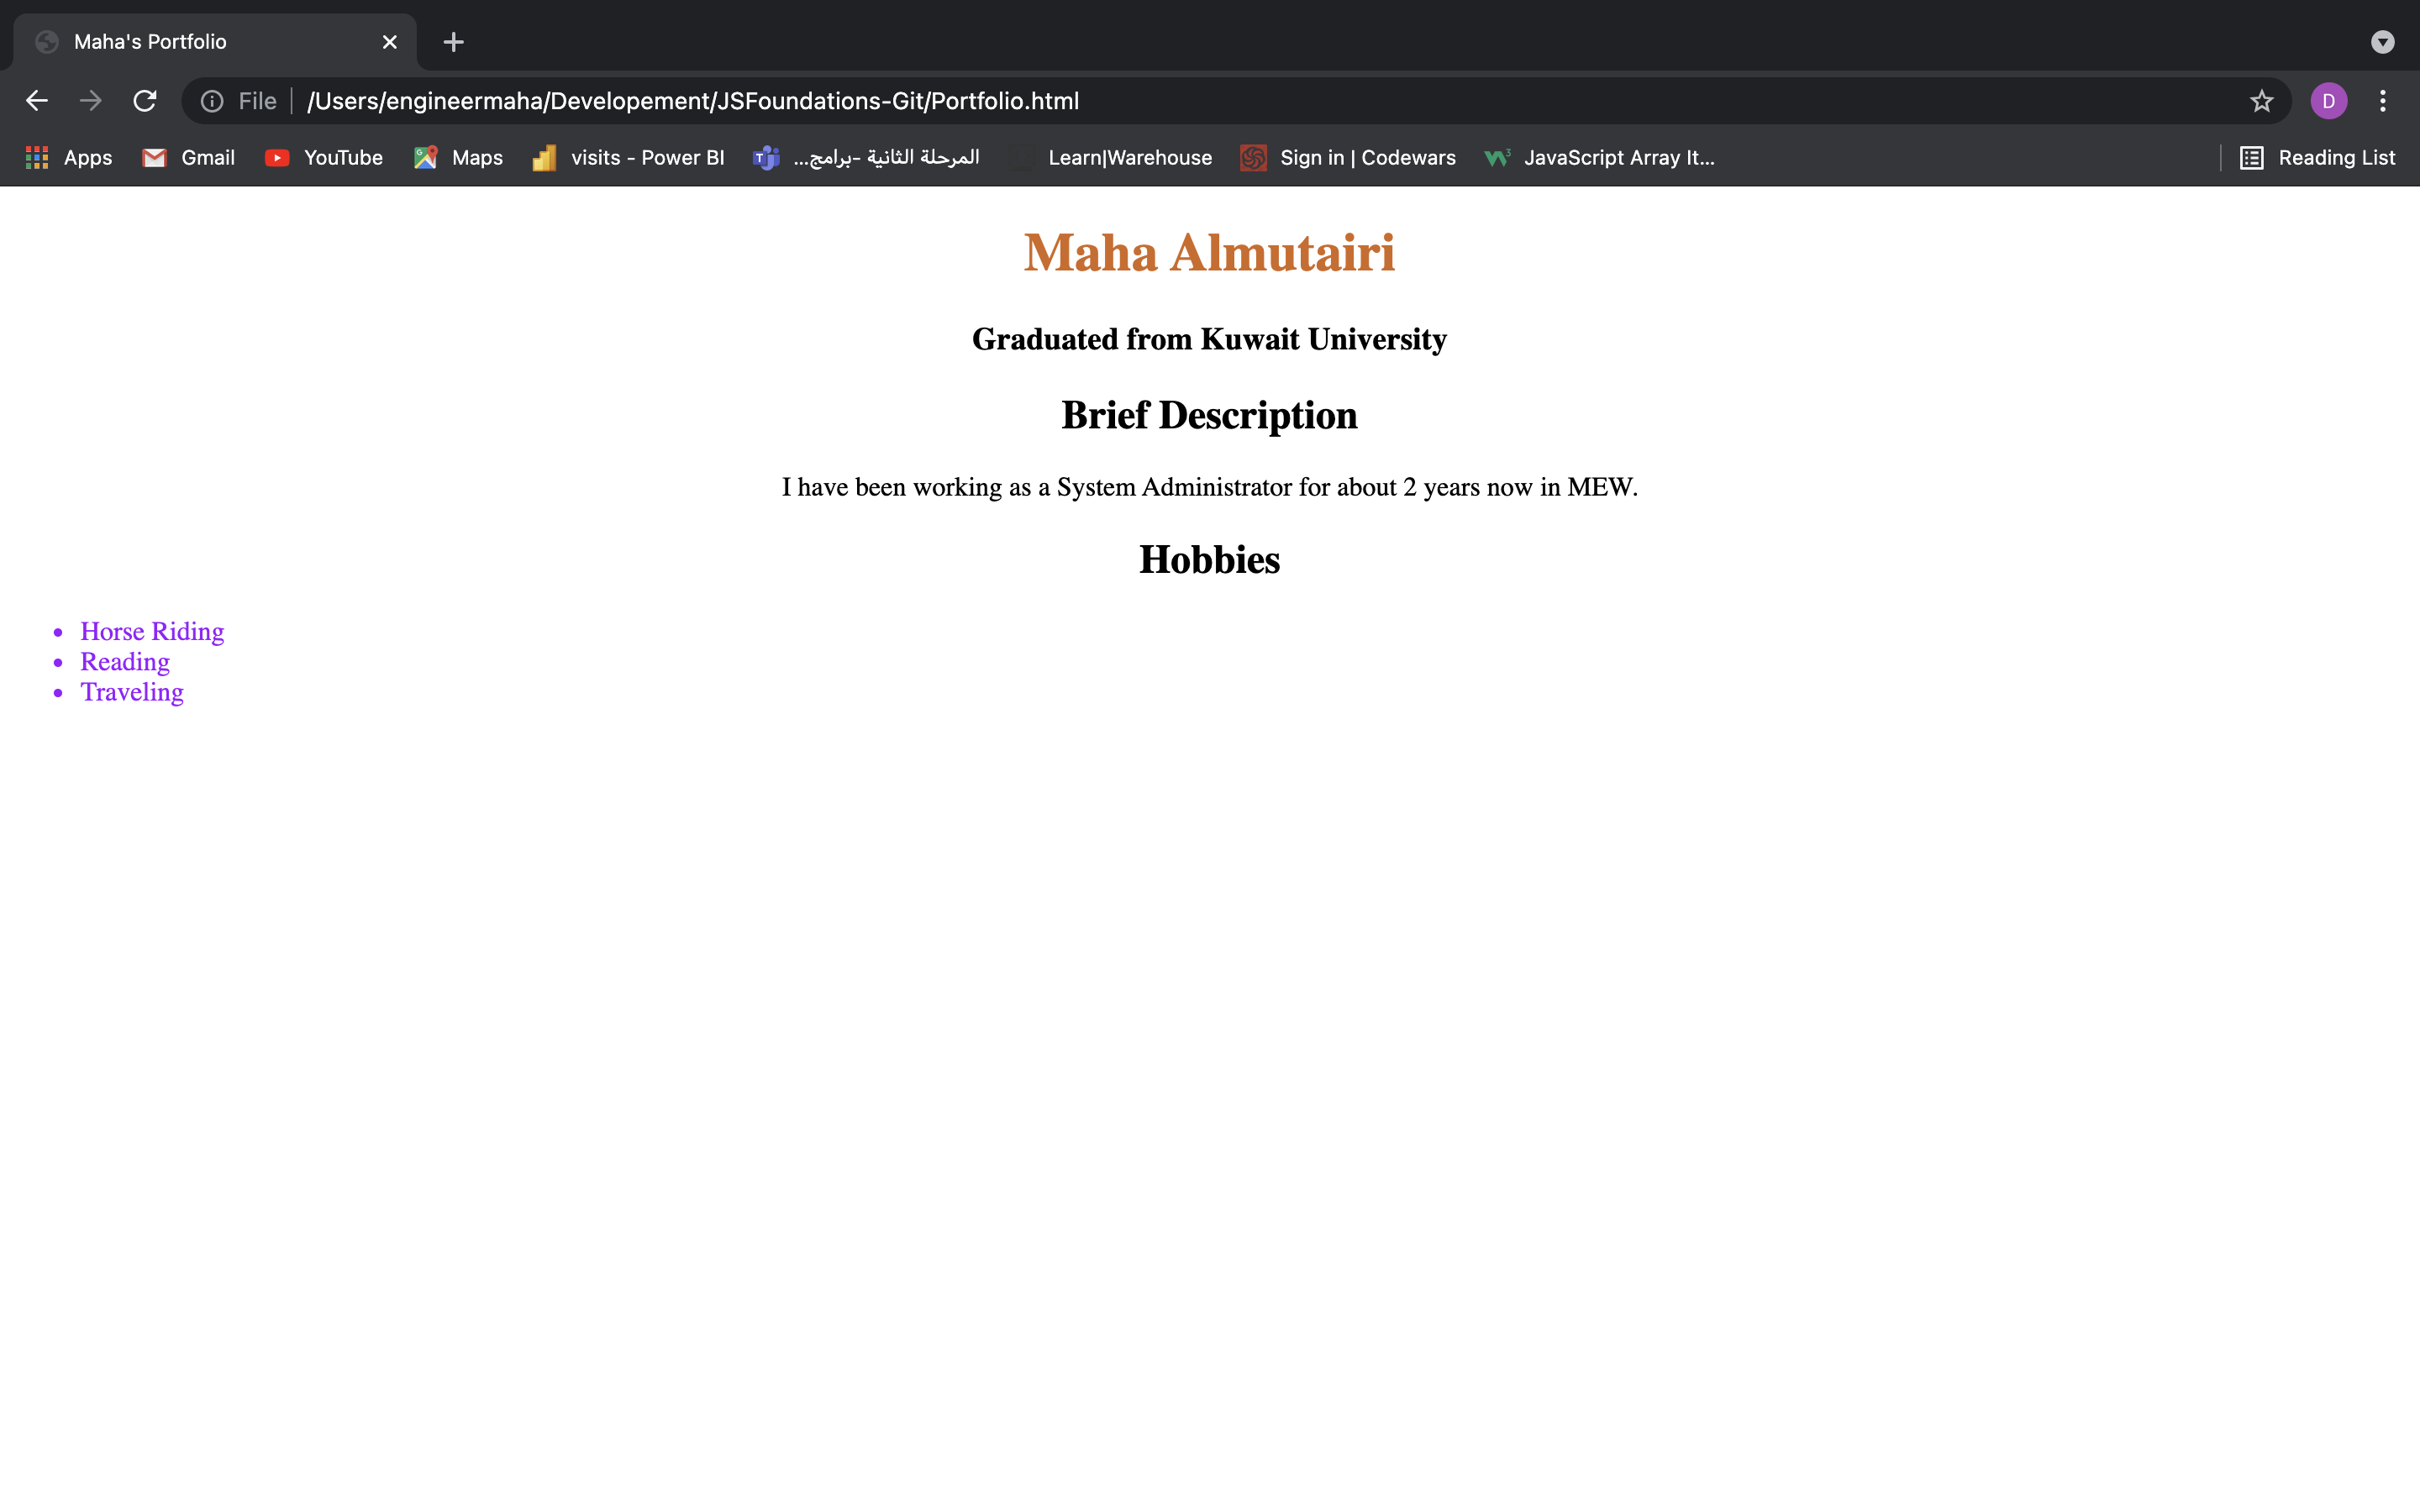 Maha's Portfolio
File /Users/engineermaha/Developement/JSFoundations-Git/Portfolio.html D
Apps Gmail YouTube Maps visits - Power BI المرحلة الثانية -برامج... Learn|Warehouse Sign in | Codewars JavaScript Array It... Reading List
Maha Almutairi
Graduated from Kuwait University
Brief Description
I have been working as a System Administrator for about 2 years now in MEW.
Hobbies
Horse Riding
Reading
Traveling